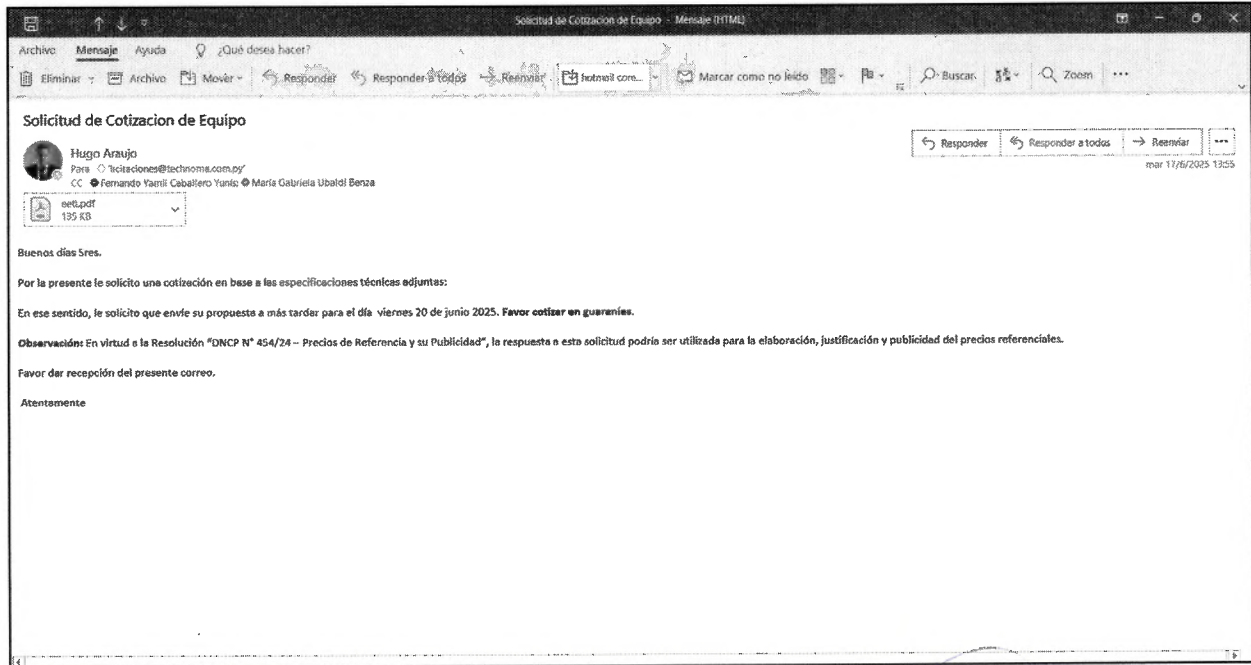 Solicitud de Cotizacion de Equipo - Mensaje (HTML)
Archivo Mensaje Ayuda ¿Qué desea hacer?
Eliminar Archivo Mover Responder Responder a todos Reenviar hotmail com... Marcar como no leído Buscar Zoom ...
Solicitud de Cotizacion de Equipo
Responder Responder a todos Reenviar ...
Hugo Araujo
mar 17/6/2025 13:55
Para 'licitaciones@technoma.com.py'
CC Fernando Yamil Caballero Yunis; María Gabriela Ubaldi Benza
eett.pdf
135 KB
Buenos días Sres.
Por la presente le solicito una cotización en base a las especificaciones técnicas adjuntas:
En ese sentido, le solicito que envíe su propuesta a más tardar para el día viernes 20 de junio 2025. Favor cotizar en guaraníes.
Observación: En virtud a la Resolución "DNCP N° 454/24 – Precios de Referencia y su Publicidad", la respuesta a esta solicitud podría ser utilizada para la elaboración, justificación y publicidad del precios referenciales.
Favor dar recepción del presente correo.
Atentamente